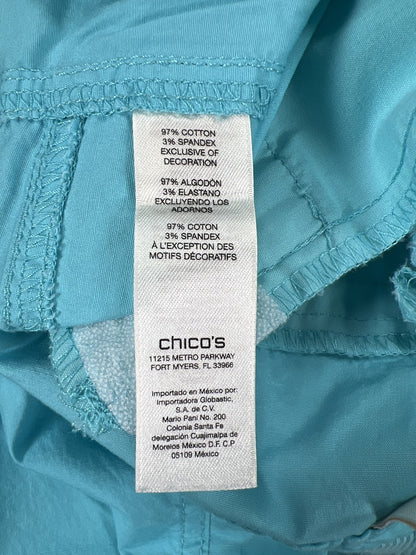 97% COTTON
3% SPANDEX
EXCLUSIVE OF
DECORATION
97% ALGODÓN
3% ELASTANO
EXCLUYENDO LOS
ADORNOS
97% COTON
3% SPANDEX
À L'EXCEPTION DES
MOTIFS DÉCORATIFS
chico's
11215 METRO PARKWAY
FORT MYERS, FL 33966
Importado en México por:
Importadora Globastic,
S.A. de C.V.
Mario Pani No. 200
Colonia Santa Fe
delegación Cuajimalpa de
Morelos México D.F. C.P
05109 México